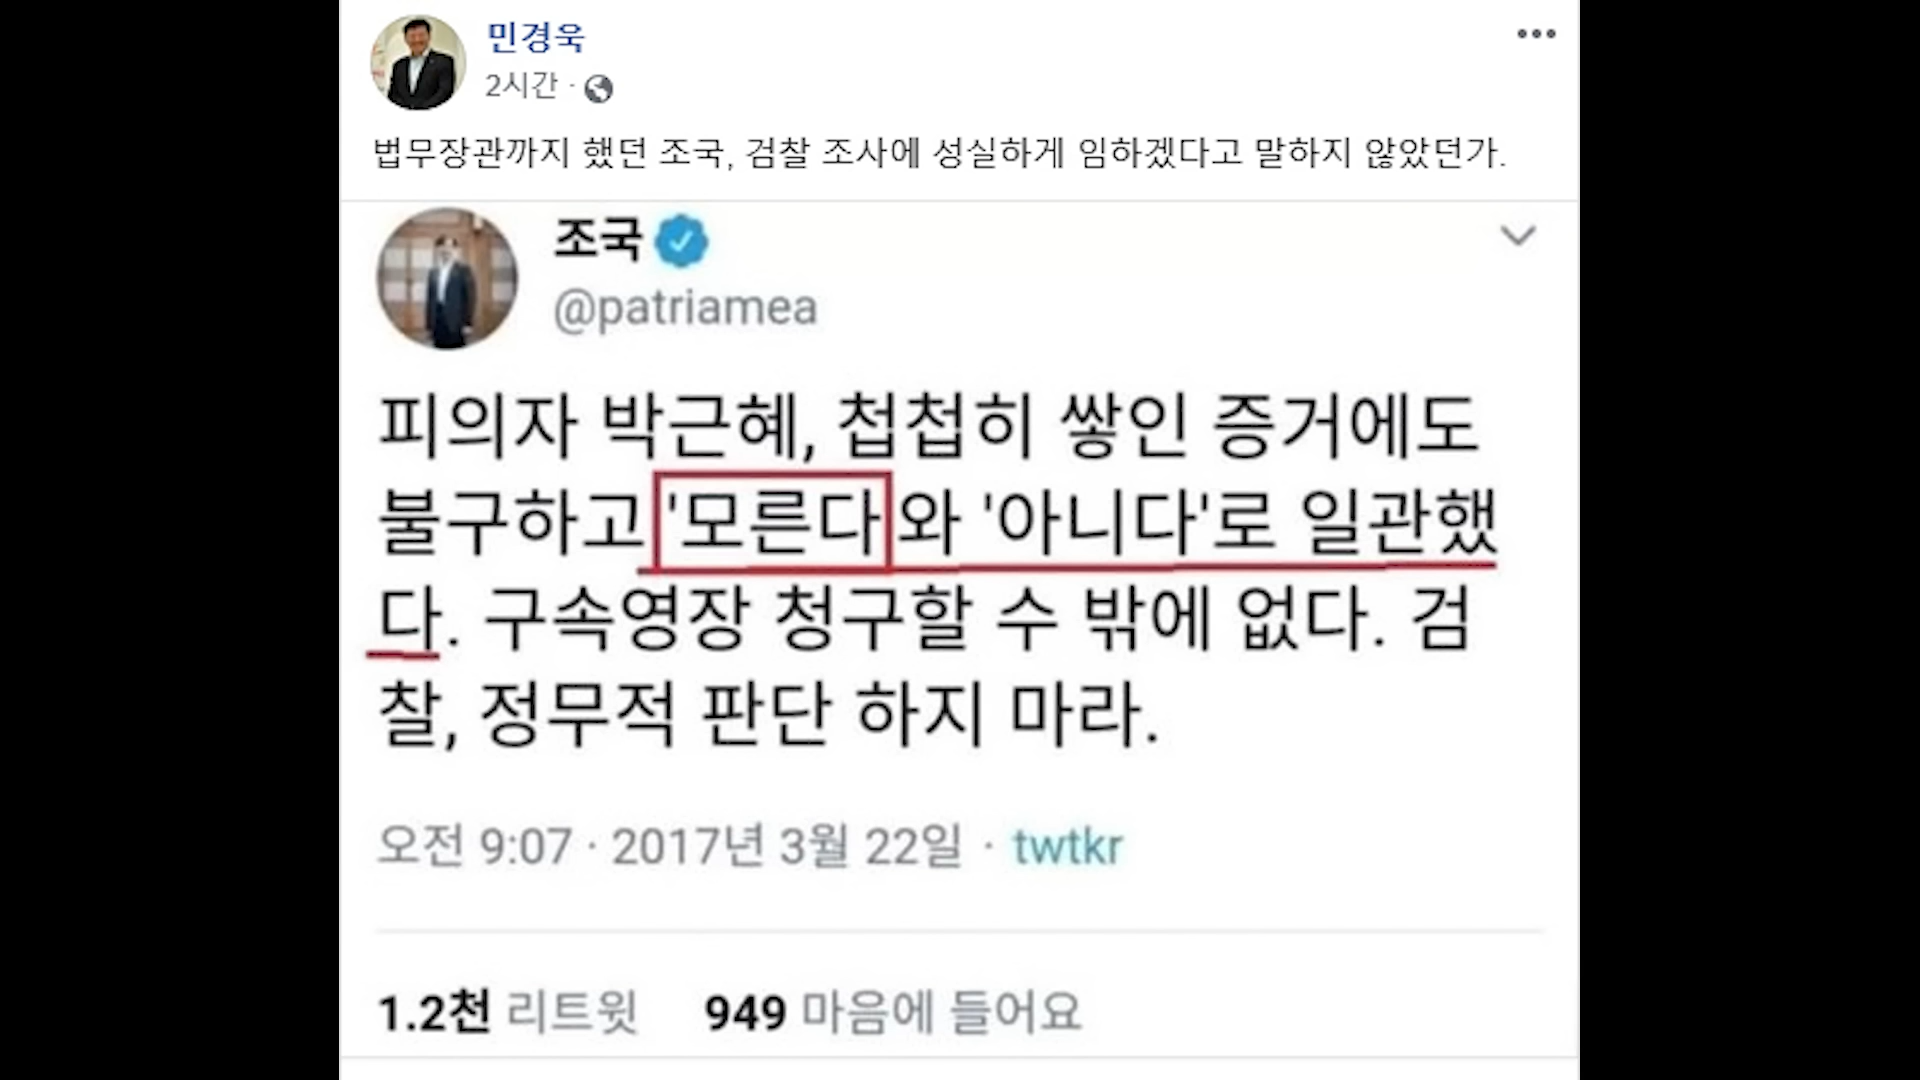 민경욱
2시간 ·
법무장관까지 했던 조국, 검찰 조사에 성실하게 임하겠다고 말하지 않았던가.
조국
@patriamea
피의자 박근혜, 첩첩히 쌓인 증거에도
불구하고 '모른다와 '아니다'로 일관했
다. 구속영장 청구할 수 밖에 없다. 검
찰, 정무적 판단 하지 마라.
오전 9:07 · 2017년 3월 22일 · twtkr
1.2천 리트윗 949 마음에 들어요